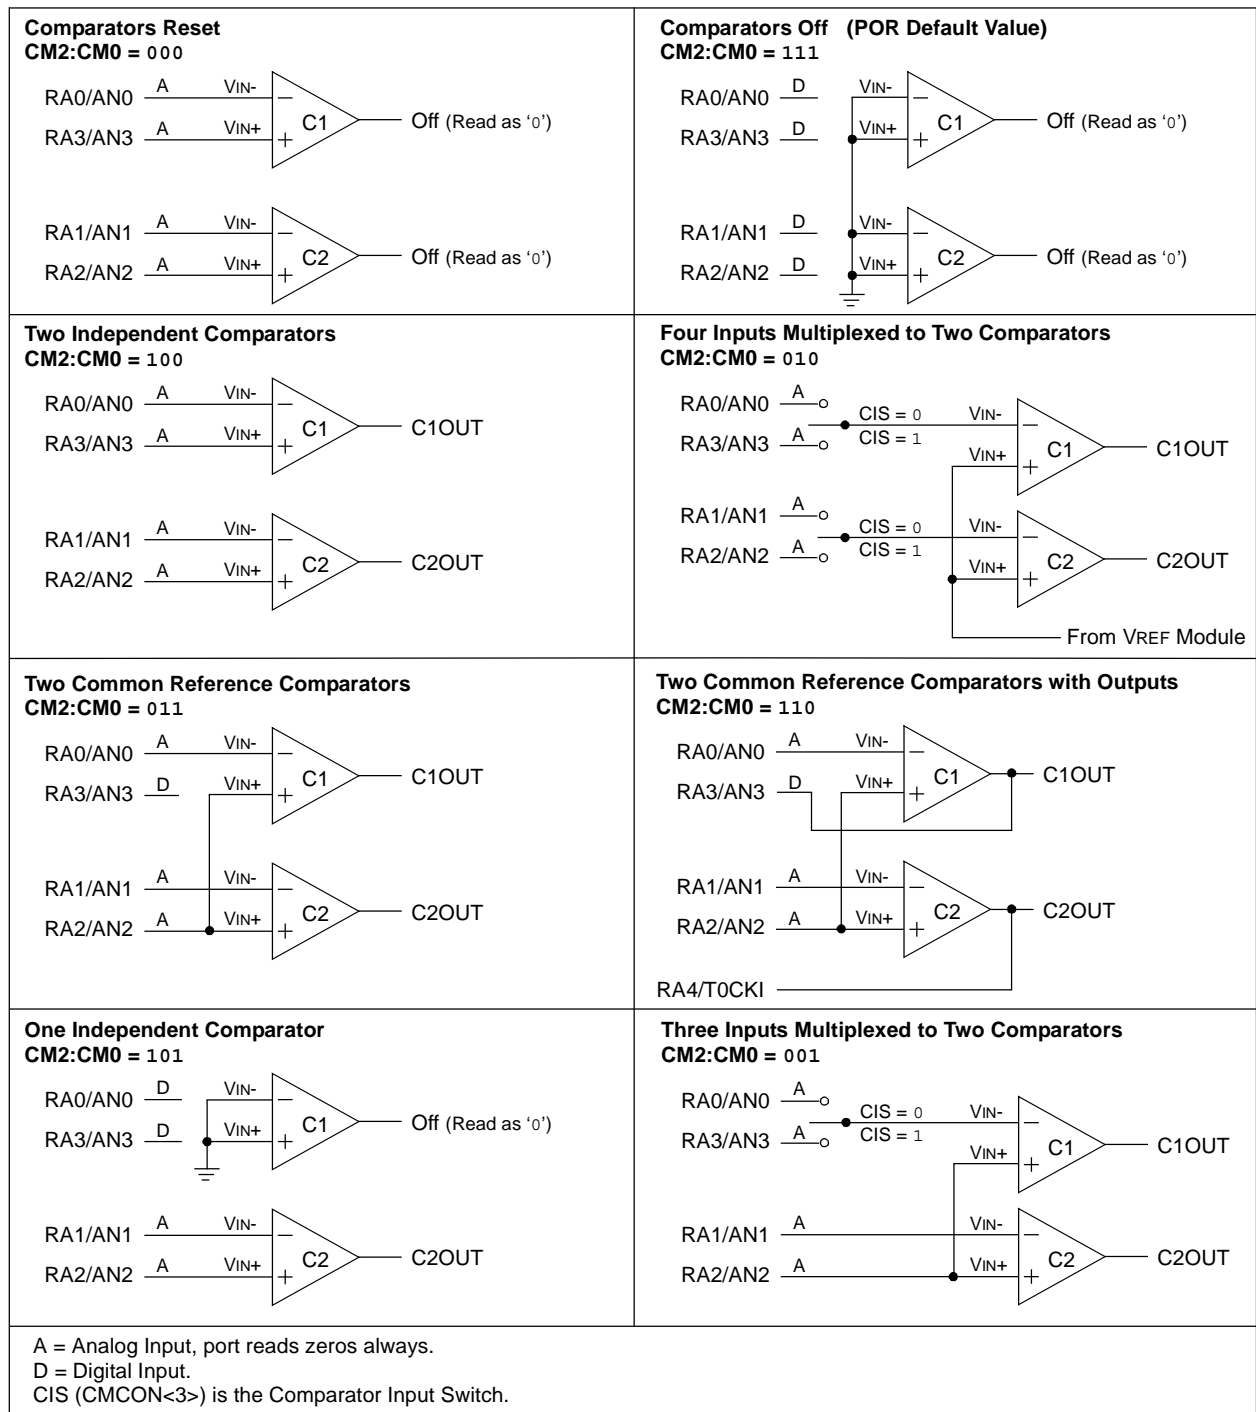 Comparators Reset
CM2:CM0 = 000
RA0/AN0 A VIN- −
RA3/AN3 A VIN+ + C1 Off (Read as ‘0’)
RA1/AN1 A VIN- −
RA2/AN2 A VIN+ + C2 Off (Read as ‘0’)
Comparators Off (POR Default Value)
CM2:CM0 = 111
RA0/AN0 D VIN- −
RA3/AN3 D VIN+ + C1 Off (Read as ‘0’)
RA1/AN1 D VIN- −
RA2/AN2 D VIN+ + C2 Off (Read as ‘0’)
Two Independent Comparators
CM2:CM0 = 100
RA0/AN0 A VIN- −
RA3/AN3 A VIN+ + C1 C1OUT
RA1/AN1 A VIN- −
RA2/AN2 A VIN+ + C2 C2OUT
Four Inputs Multiplexed to Two Comparators
CM2:CM0 = 010
RA0/AN0 A CIS = 0 VIN- −
RA3/AN3 A CIS = 1 VIN+ + C1 C1OUT
RA1/AN1 A CIS = 0 VIN- −
RA2/AN2 A CIS = 1 VIN+ + C2 C2OUT
From VREF Module
Two Common Reference Comparators
CM2:CM0 = 011
RA0/AN0 A VIN- −
RA3/AN3 D VIN+ + C1 C1OUT
RA1/AN1 A VIN- −
RA2/AN2 A VIN+ + C2 C2OUT
Two Common Reference Comparators with Outputs
CM2:CM0 = 110
RA0/AN0 A VIN- −
RA3/AN3 D VIN+ + C1 C1OUT
RA1/AN1 A VIN- −
RA2/AN2 A VIN+ + C2 C2OUT
RA4/T0CKI
One Independent Comparator
CM2:CM0 = 101
RA0/AN0 D VIN- −
RA3/AN3 D VIN+ + C1 Off (Read as ‘0’)
RA1/AN1 A VIN- −
RA2/AN2 A VIN+ + C2 C2OUT
Three Inputs Multiplexed to Two Comparators
CM2:CM0 = 001
RA0/AN0 A CIS = 0 VIN- −
RA3/AN3 A CIS = 1 VIN+ + C1 C1OUT
RA1/AN1 A VIN- −
RA2/AN2 A VIN+ + C2 C2OUT
A = Analog Input, port reads zeros always.
D = Digital Input.
CIS (CMCON<3>) is the Comparator Input Switch.